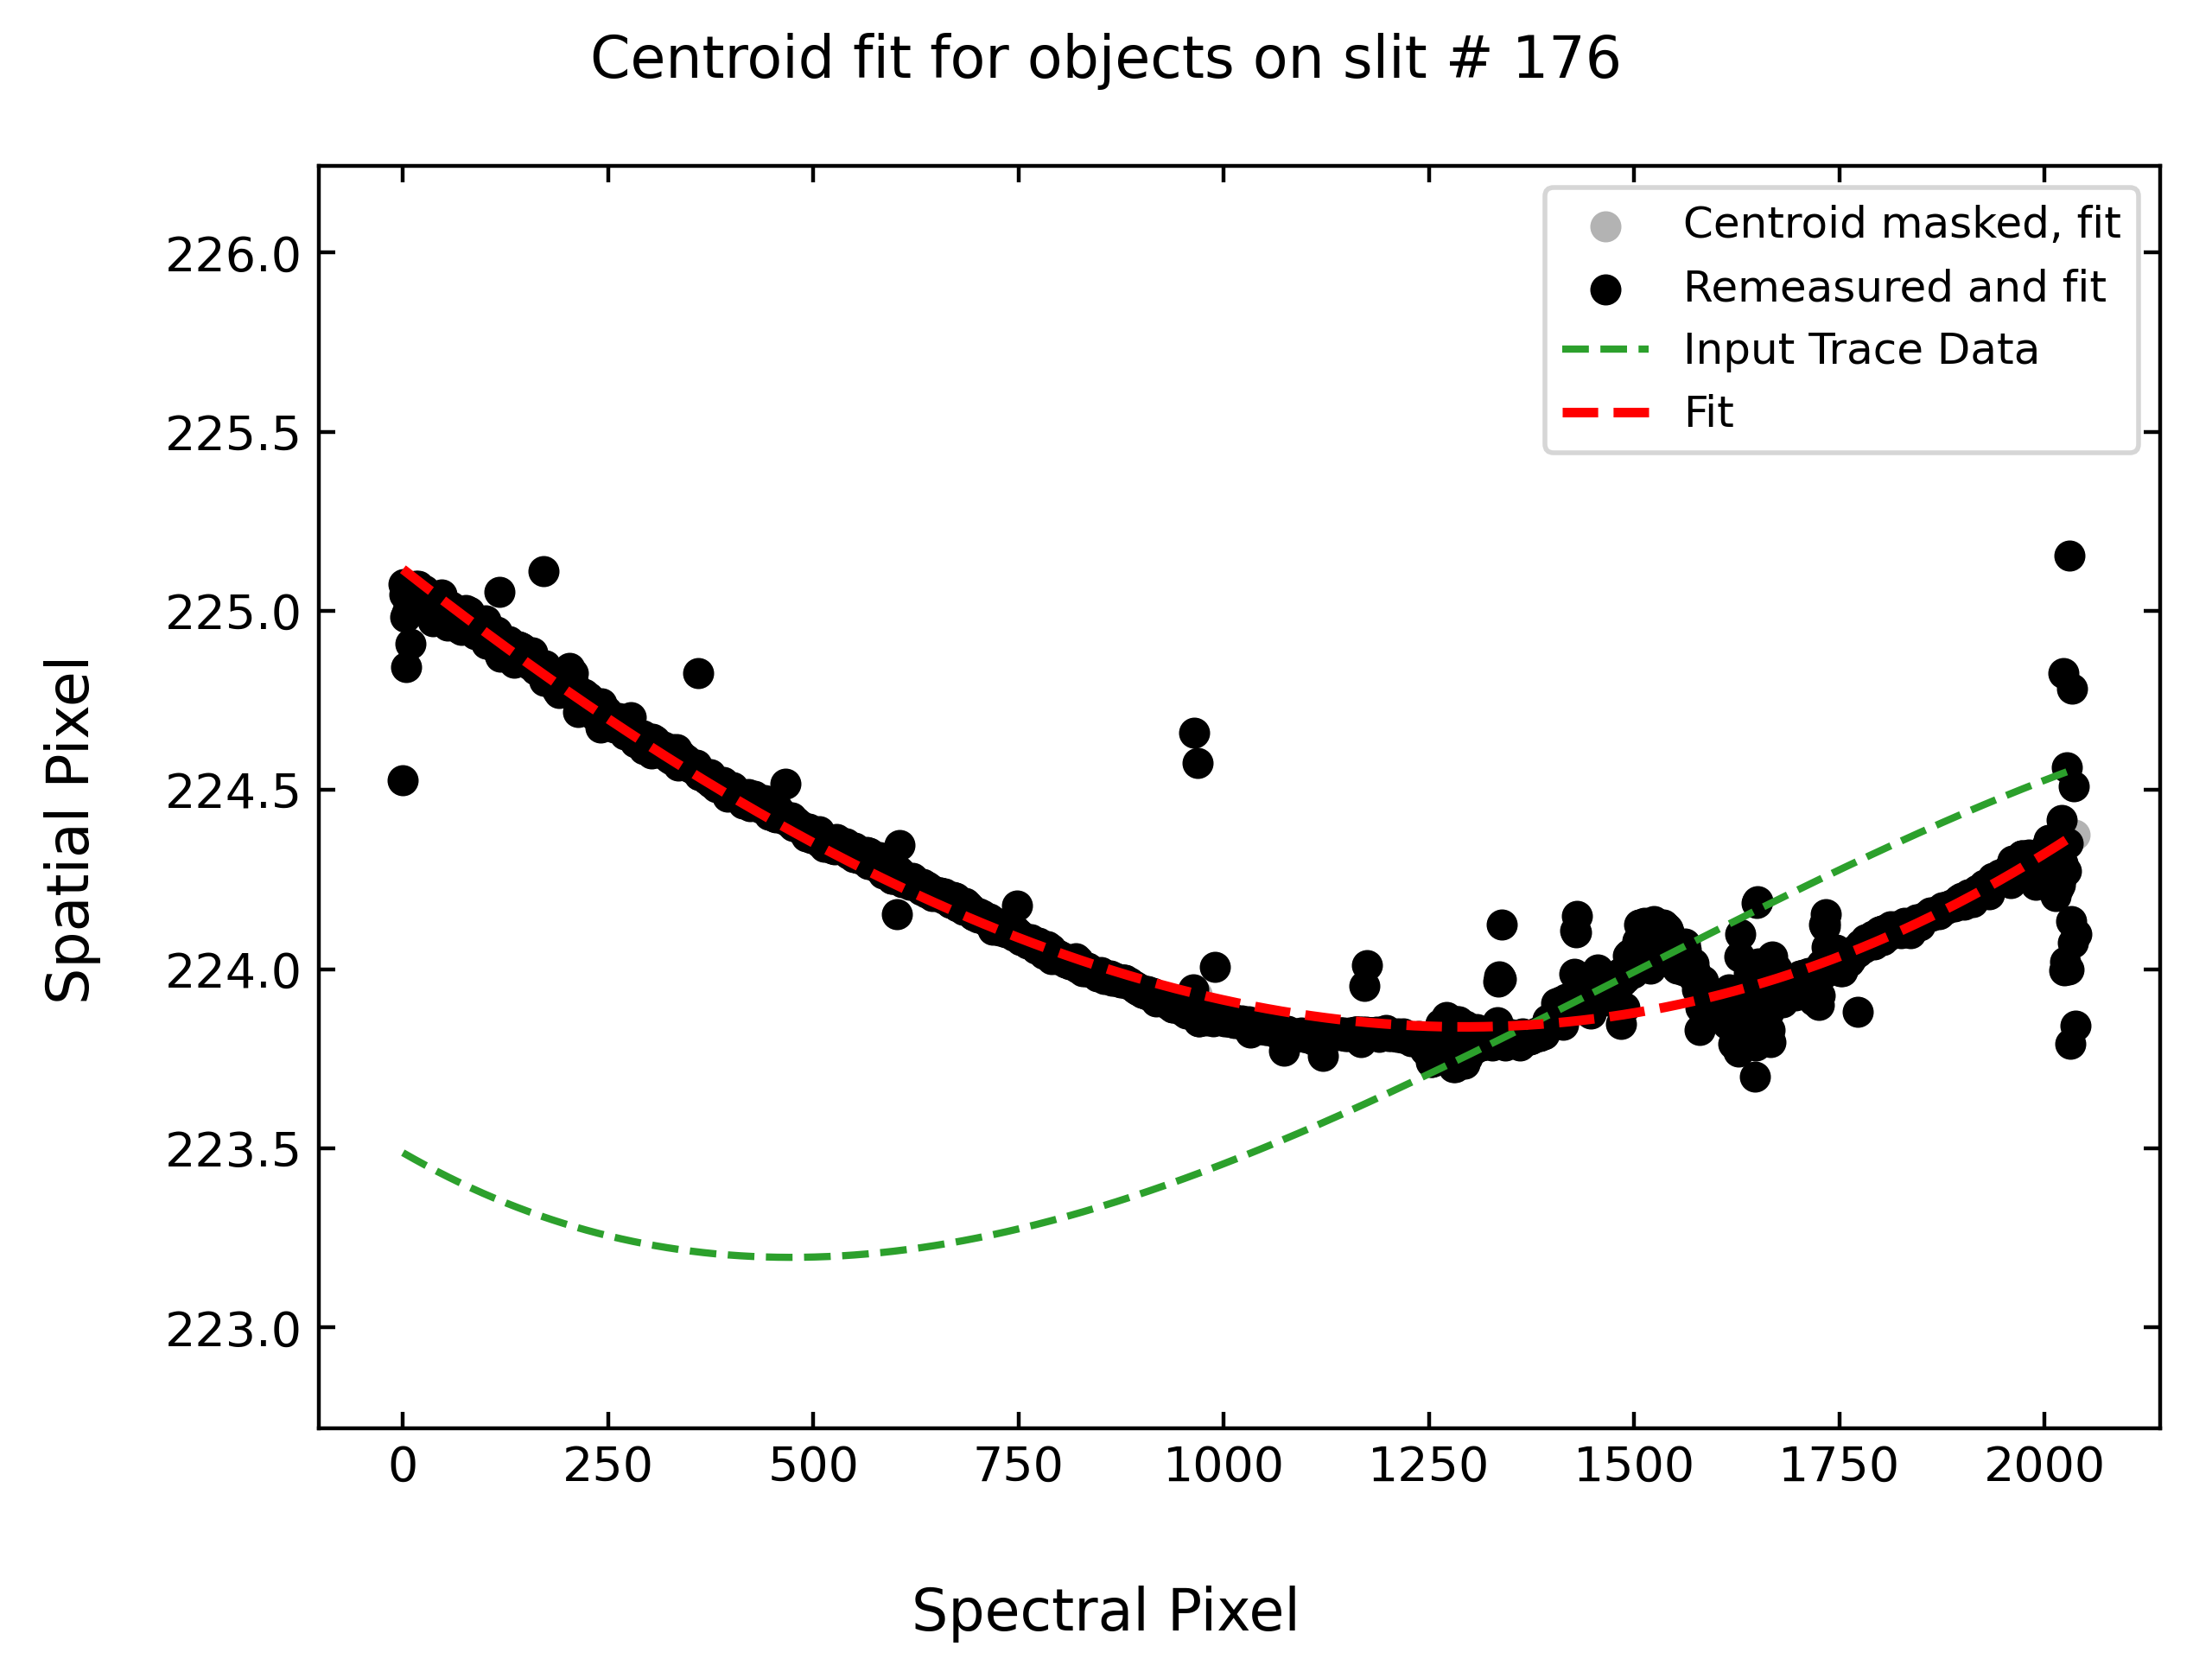 Centroid fit for objects on slit # 176
Centroid masked, fit
Remeasured and fit
Input Trace Data
Fit
226.0
225.5
225.0
224.5
224.0
223.5
223.0
Spatial Pixel
0 250 500 750 1000 1250 1500 1750 2000
Spectral Pixel